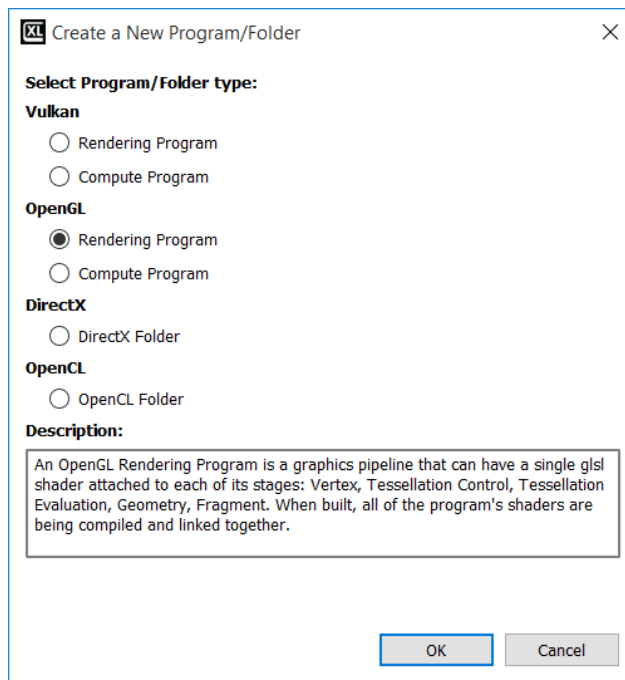 XL Create a New Program/Folder
Select Program/Folder type:
Vulkan
Rendering Program
Compute Program
OpenGL
Rendering Program
Compute Program
DirectX
DirectX Folder
OpenCL
OpenCL Folder
Description:
An OpenGL Rendering Program is a graphics pipeline that can have a single glsl
shader attached to each of its stages: Vertex, Tessellation Control, Tessellation
Evaluation, Geometry, Fragment. When built, all of the program's shaders are
being compiled and linked together.
OK Cancel